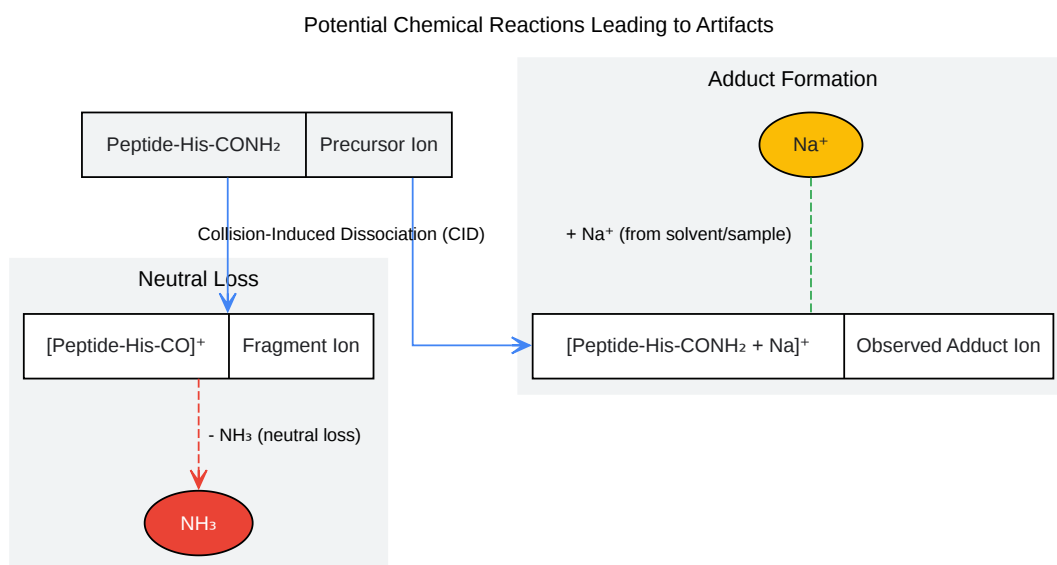 Potential Chemical Reactions Leading to Artifacts
Adduct Formation
Peptide-His-CONH₂
Precursor Ion
Na⁺
Collision-Induced Dissociation (CID)
+ Na⁺ (from solvent/sample)
Neutral Loss
[Peptide-His-CO]⁺
Fragment Ion
[Peptide-His-CONH₂ + Na]⁺
Observed Adduct Ion
- NH₃ (neutral loss)
NH₃